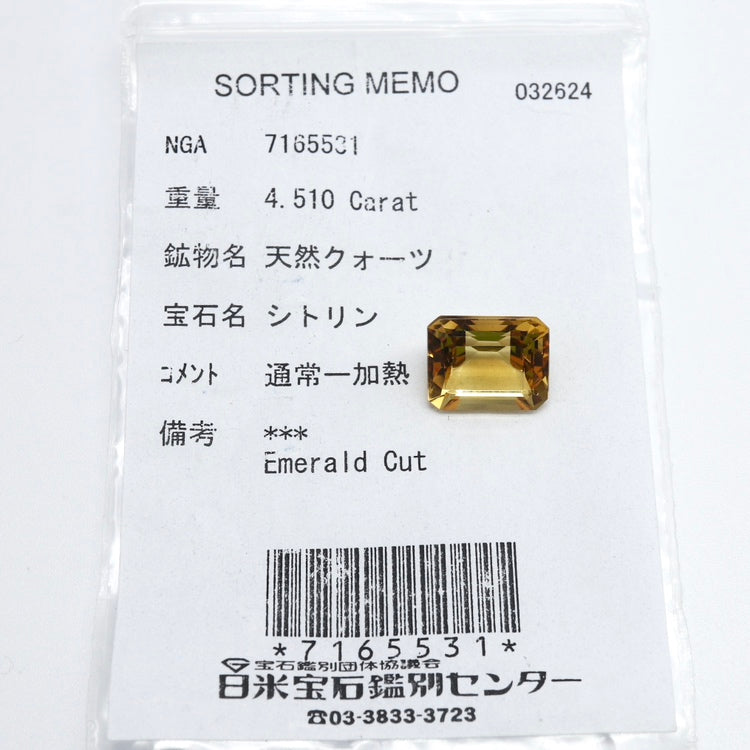 SORTING MEMO 032624
NGA 7165531
重量 4.510 Carat
鉱物名 天然クォーツ
宝石名 シトリン
コメント 通常一加熱
備考 ***
Emerald Cut
*7165531*
宝石鑑別団体協議会
日米宝石鑑別センター
☎03-3833-3723